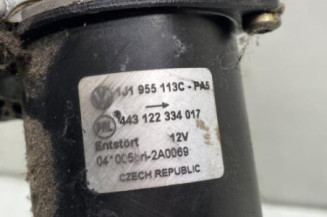 1J1 955 113C - PA5
443 122 334 017
Entstört 12V
CZECH REPUBLIC